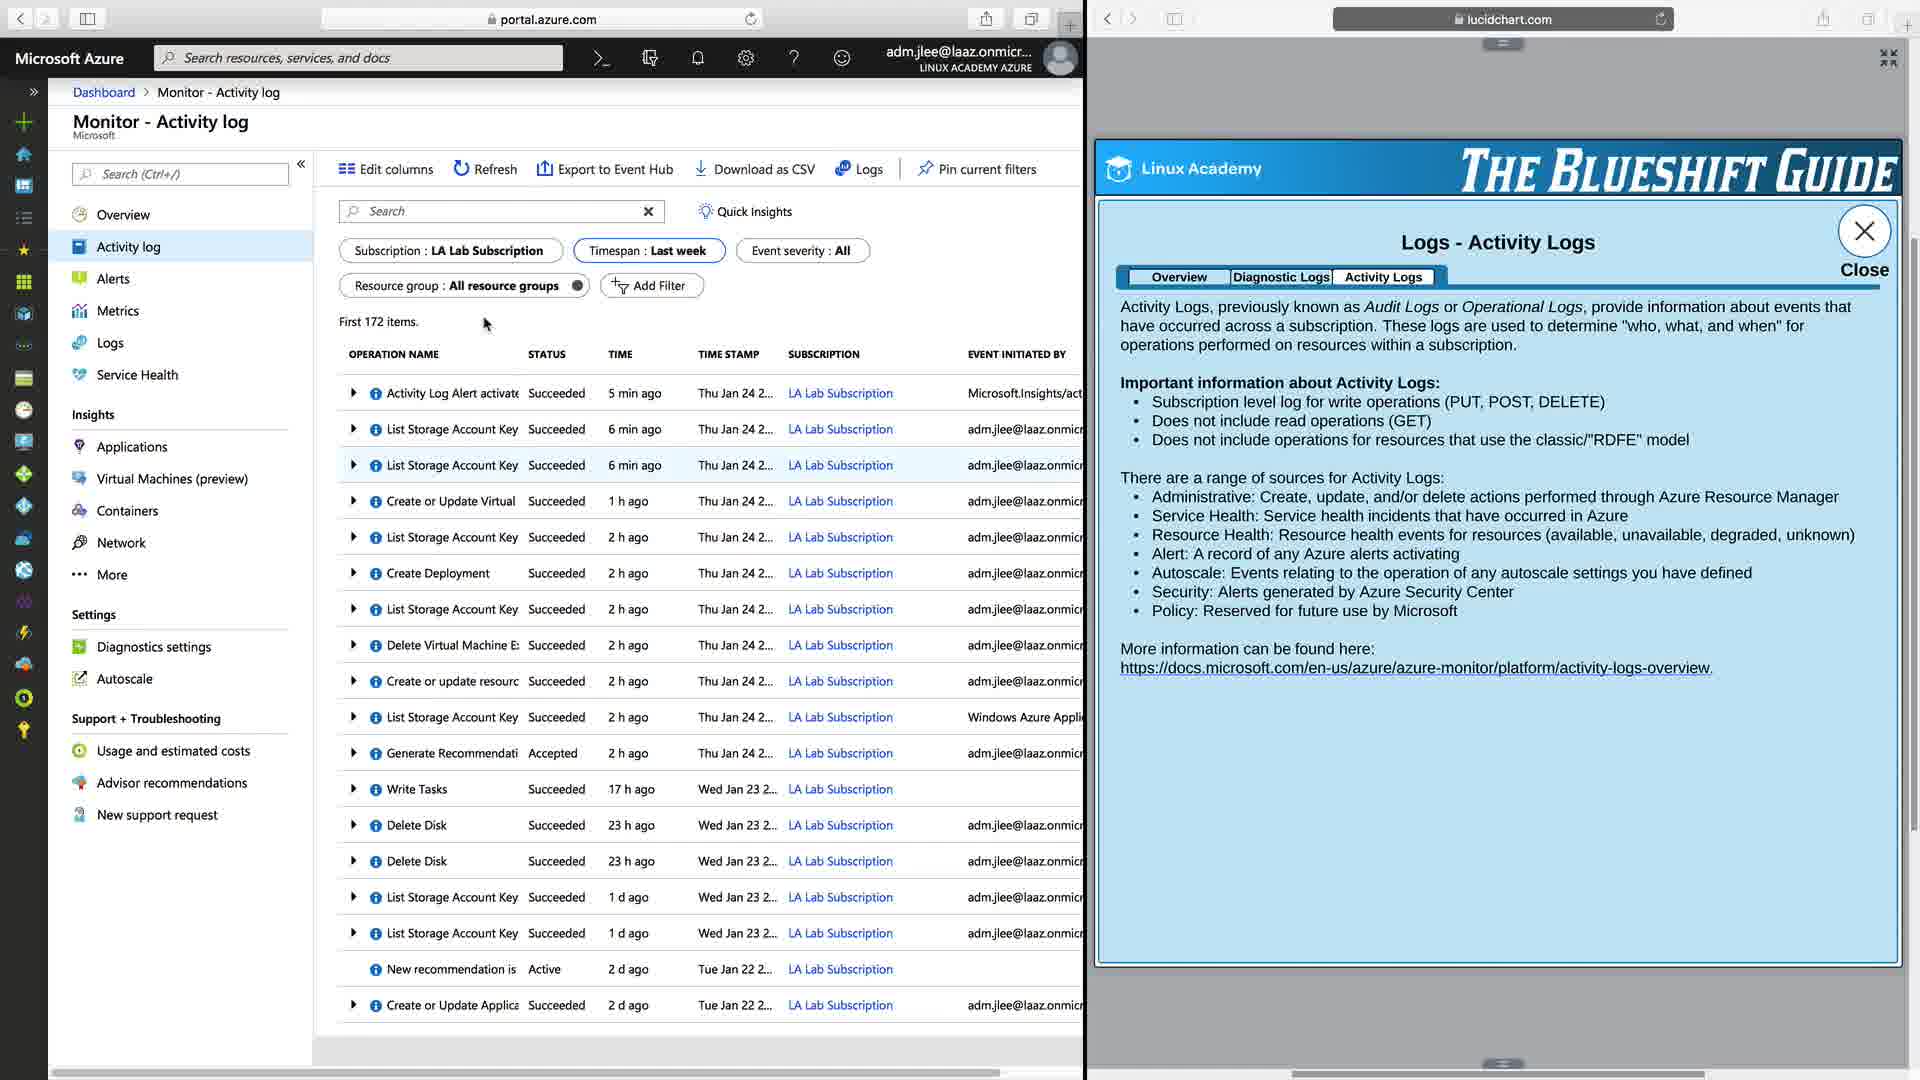 portal.azure.com
Microsoft Azure
Search resources, services, and docs
adm.jlee@laaz.onmicr...
LINUX ACADEMY AZURE
Dashboard > Monitor - Activity log
Monitor - Activity log
Microsoft
Search (Ctrl+/)
Overview
Activity log
Alerts
Metrics
Logs
Service Health
Insights
Applications
Virtual Machines (preview)
Containers
Network
More
Settings
Diagnostics settings
Autoscale
Support + Troubleshooting
Usage and estimated costs
Advisor recommendations
New support request
Edit columns Refresh Export to Event Hub Download as CSV Logs Pin current filters
Search
Quick Insights
Subscription : LA Lab Subscription
Timespan : Last week
Event severity : All
Resource group : All resource groups
Add Filter
First 172 items.
OPERATION NAME STATUS TIME TIME STAMP SUBSCRIPTION EVENT INITIATED BY
Activity Log Alert activate Succeeded 5 min ago Thu Jan 24 2... LA Lab Subscription Microsoft.Insights/act
List Storage Account Key Succeeded 6 min ago Thu Jan 24 2... LA Lab Subscription adm.jlee@laaz.onmicr
List Storage Account Key Succeeded 6 min ago Thu Jan 24 2... LA Lab Subscription adm.jlee@laaz.onmicr
Create or Update Virtual Succeeded 1 h ago Thu Jan 24 2... LA Lab Subscription adm.jlee@laaz.onmicr
List Storage Account Key Succeeded 2 h ago Thu Jan 24 2... LA Lab Subscription adm.jlee@laaz.onmicr
Create Deployment Succeeded 2 h ago Thu Jan 24 2... LA Lab Subscription adm.jlee@laaz.onmicr
List Storage Account Key Succeeded 2 h ago Thu Jan 24 2... LA Lab Subscription adm.jlee@laaz.onmicr
Delete Virtual Machine E: Succeeded 2 h ago Thu Jan 24 2... LA Lab Subscription adm.jlee@laaz.onmicr
Create or update resourc Succeeded 2 h ago Thu Jan 24 2... LA Lab Subscription adm.jlee@laaz.onmicr
List Storage Account Key Succeeded 2 h ago Thu Jan 24 2... LA Lab Subscription Windows Azure Appli
Generate Recommendati Accepted 2 h ago Thu Jan 24 2... LA Lab Subscription adm.jlee@laaz.onmicr
Write Tasks Succeeded 17 h ago Wed Jan 23 2... LA Lab Subscription
Delete Disk Succeeded 23 h ago Wed Jan 23 2... LA Lab Subscription adm.jlee@laaz.onmicr
Delete Disk Succeeded 23 h ago Wed Jan 23 2... LA Lab Subscription adm.jlee@laaz.onmicr
List Storage Account Key Succeeded 1 d ago Wed Jan 23 2... LA Lab Subscription adm.jlee@laaz.onmicr
List Storage Account Key Succeeded 1 d ago Wed Jan 23 2... LA Lab Subscription adm.jlee@laaz.onmicr
New recommendation is Active 2 d ago Tue Jan 22 2... LA Lab Subscription
Create or Update Applica Succeeded 2 d ago Tue Jan 22 2... LA Lab Subscription adm.jlee@laaz.onmicr
lucidchart.com
Linux Academy
THE BLUESHIFT GUIDE
Logs - Activity Logs
Close
Overview Diagnostic Logs Activity Logs
Activity Logs, previously known as Audit Logs or Operational Logs, provide information about events that
have occurred across a subscription. These logs are used to determine "who, what, and when" for
operations performed on resources within a subscription.
Important information about Activity Logs:
• Subscription level log for write operations (PUT, POST, DELETE)
• Does not include read operations (GET)
• Does not include operations for resources that use the classic/"RDFE" model
There are a range of sources for Activity Logs:
• Administrative: Create, update, and/or delete actions performed through Azure Resource Manager
• Service Health: Service health incidents that have occurred in Azure
• Resource Health: Resource health events for resources (available, unavailable, degraded, unknown)
• Alert: A record of any Azure alerts activating
• Autoscale: Events relating to the operation of any autoscale settings you have defined
• Security: Alerts generated by Azure Security Center
• Policy: Reserved for future use by Microsoft
More information can be found here:
https://docs.microsoft.com/en-us/azure/azure-monitor/platform/activity-logs-overview.